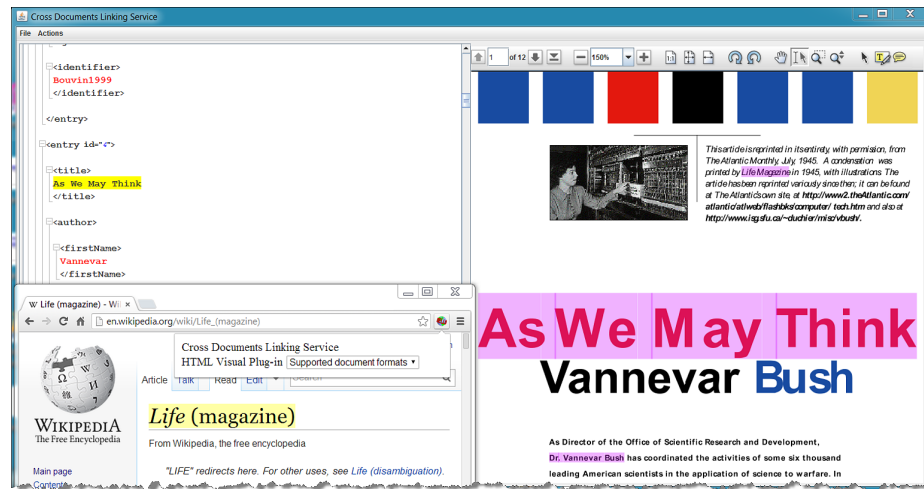 Cross Documents Linking Service
File Actions
<identifier>
Bouvin1999
</identifier>
</entry>
<entry id="4">
<title>
As We May Think
</title>
<author>
<firstName>
Vannevar
</firstName>
1 of 12 150%
This article is reprinted in its entirety, with permission, from
The Atlantic Monthly, July, 1945. A condensation was
printed by Life Magazine in 1945, with illustrations. The
article has been reprinted variously since then; it can be found
at The Atlantic's own site, at http://www2.theAtlantic.com/
atlantic/atlweb/flashbks/computer/ tech.htm and also at
http://www.isg.sfu.ca/~duchier/misc/vbush/.
As We May Think
Vannevar Bush
As Director of the Office of Scientific Research and Development,
Dr. Vannevar Bush has coordinated the activities of some six thousand
leading American scientists in the application of science to warfare. In
W Life (magazine) - Wi
en.wikipedia.org/wiki/Life_(magazine)
Cross Documents Linking Service
HTML Visual Plug-in Supported document formats
Article Talk Read Edit Search
WIKIPEDIA
The Free Encyclopedia
Main page
Contents
Life (magazine)
From Wikipedia, the free encyclopedia
"LIFE" redirects here. For other uses, see Life (disambiguation).